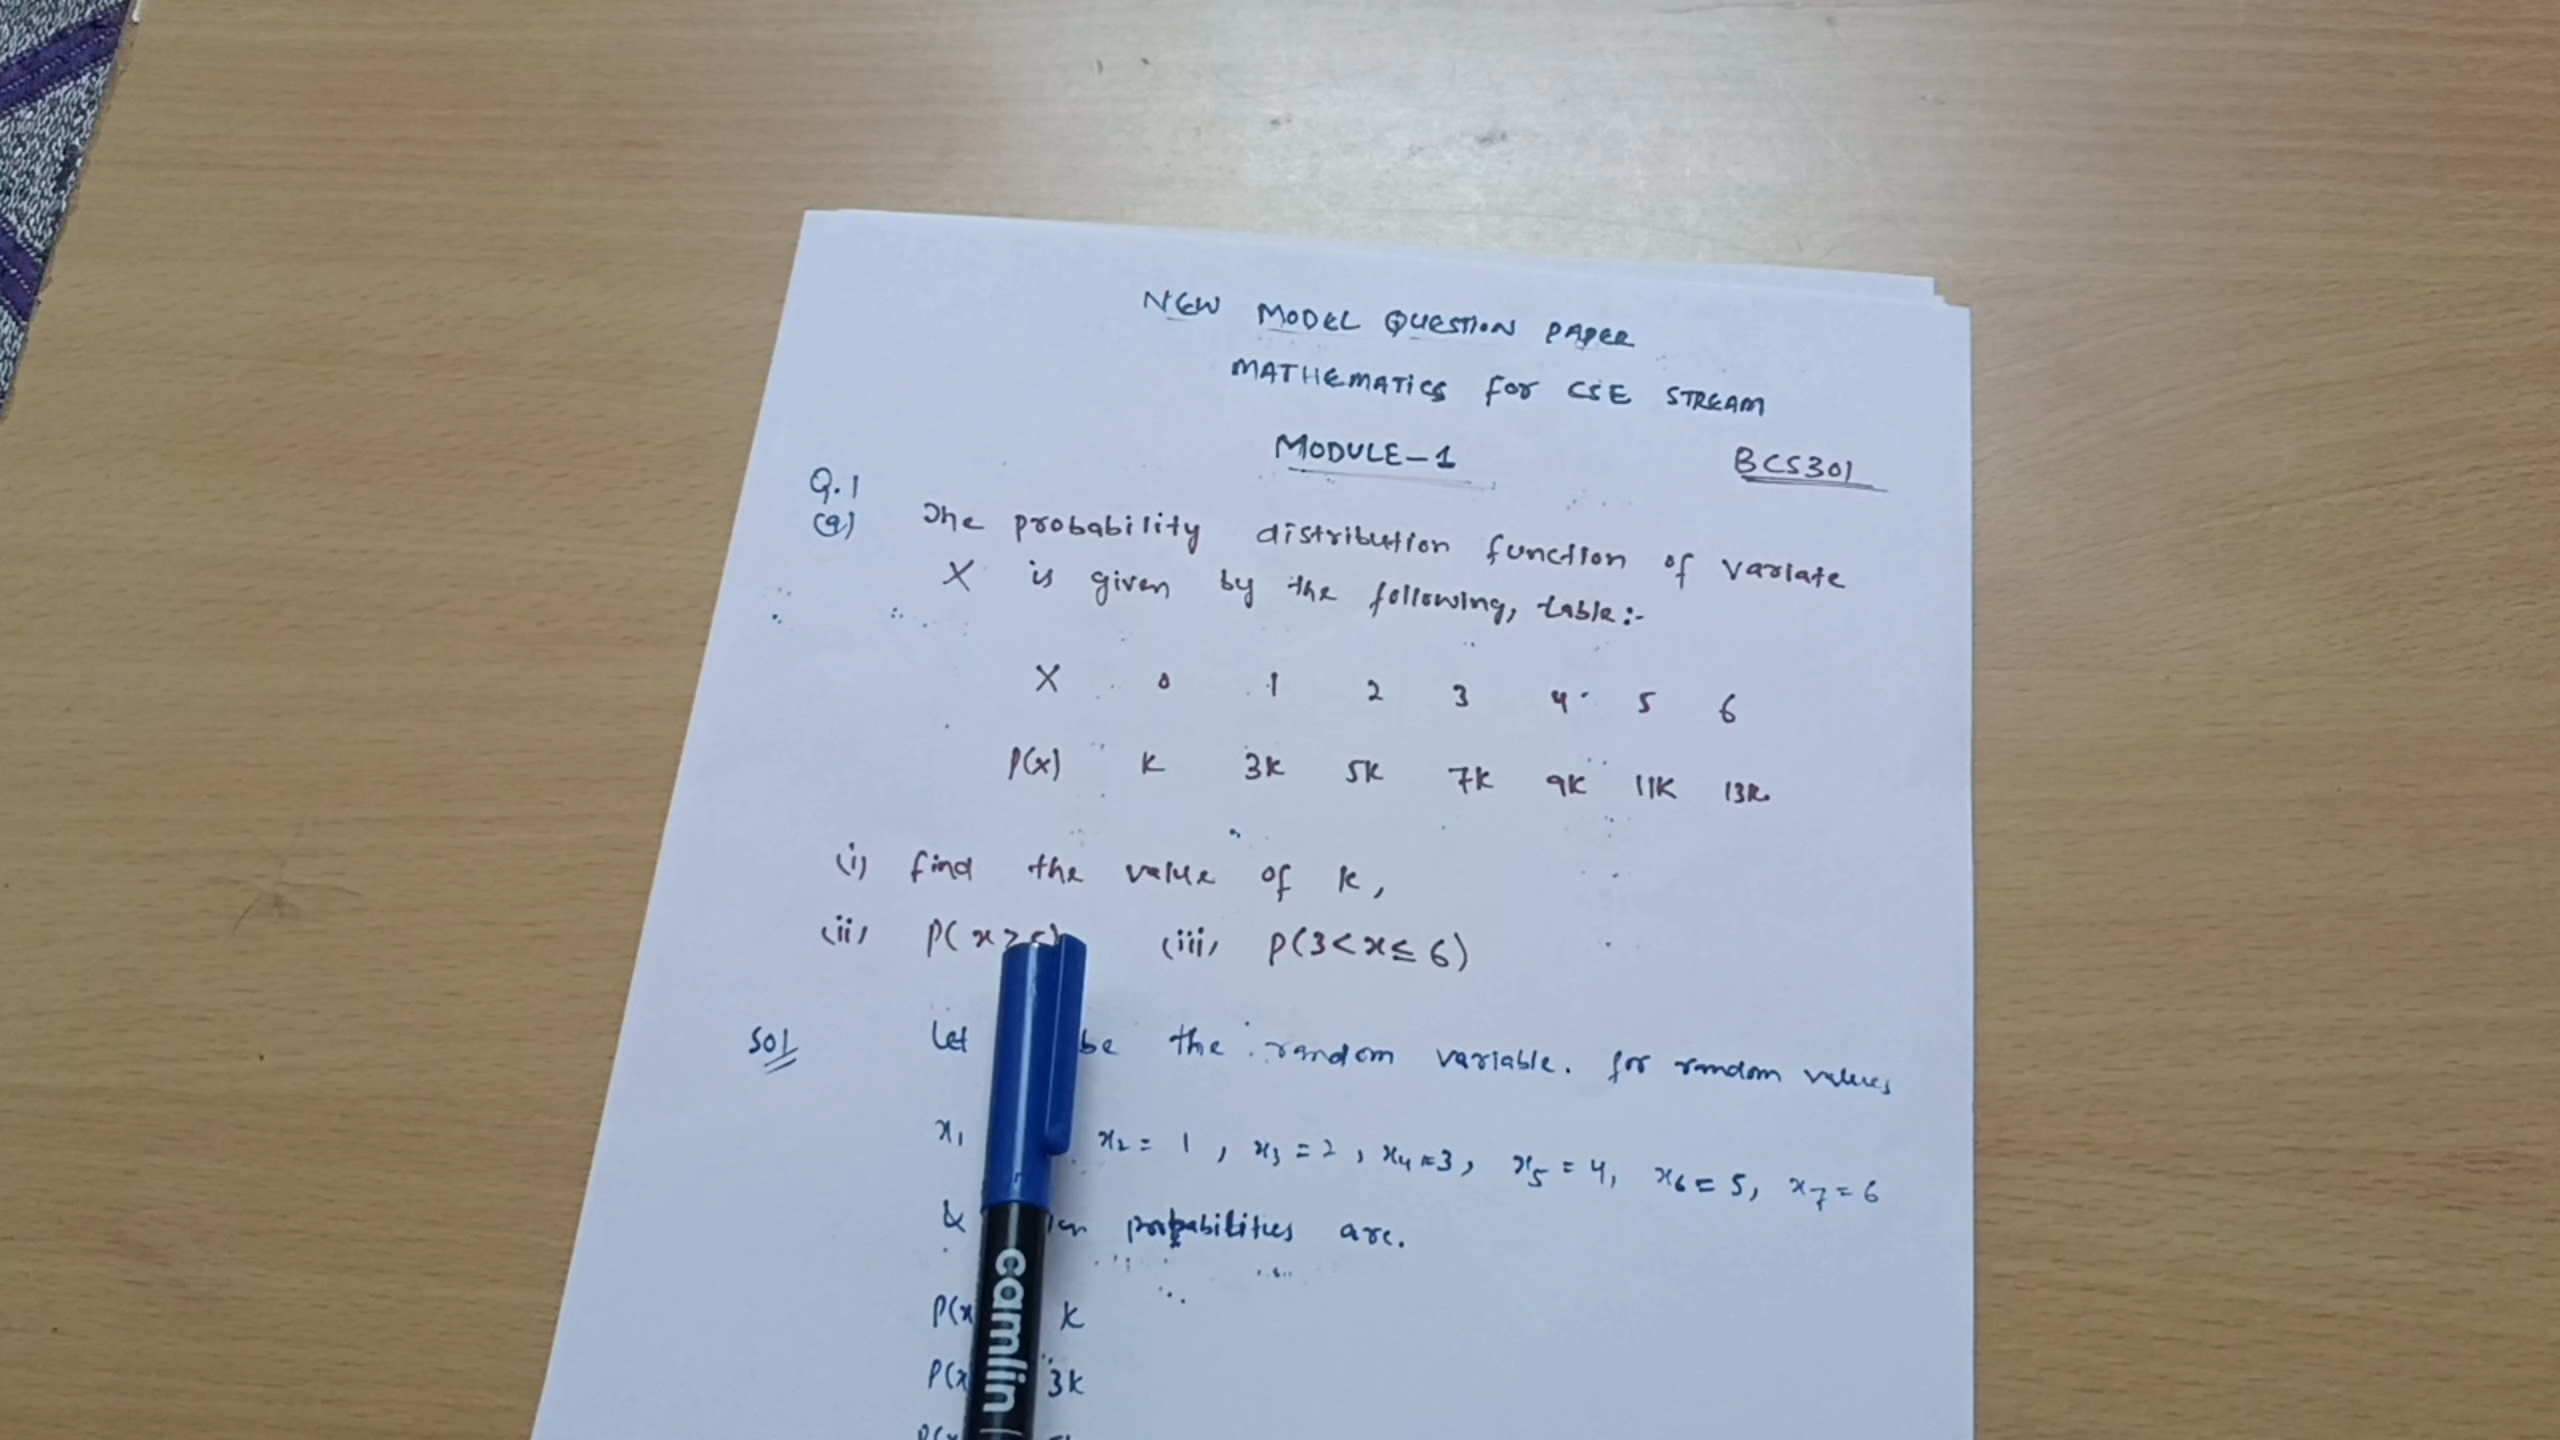 NEW MODEL QUESTION PAPER
MATHEMATICS for CSE STREAM
MODULE-1 BCS301
Q.1
(a) The probability distribution function of variate
X is given by the following, table:-
X 0 1 2 3 4 5 6
P(x) K 3K 5K 7K 9K 11K 13K
(i) find the value of k,
(ii) P(x (iii) P(3<x≤6)
Sol Let be the random variable. for random values
x1 x2 = 1, x3 = 2, x4 = 3, x5 = 4, x6 = 5, x7 = 6
& probabilities are.
P(x K
P(x 3K
camlin